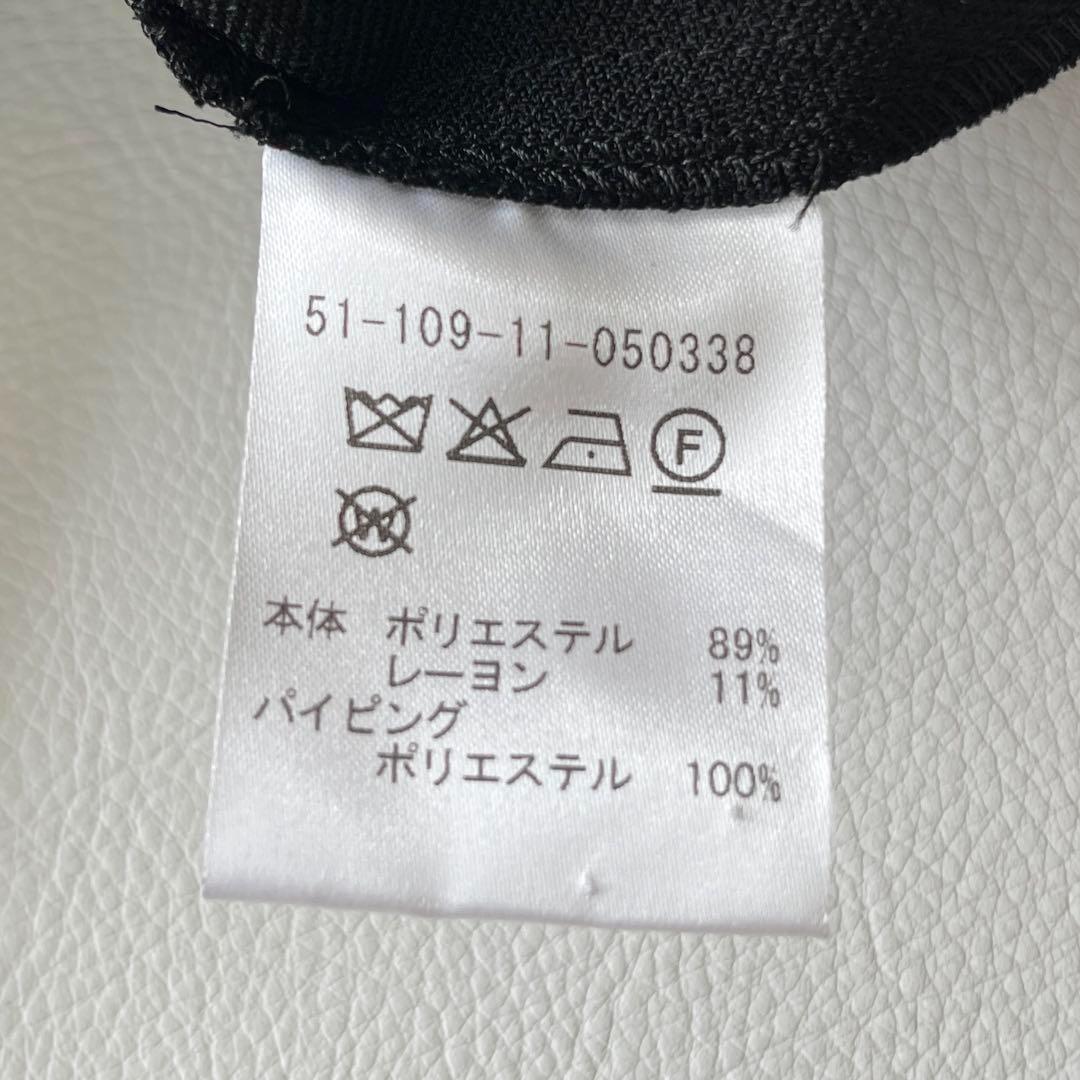 51-109-11-050338
F
W
本体 ポリエステル 89%
レーヨン 11%
パイピング
ポリエステル 100%